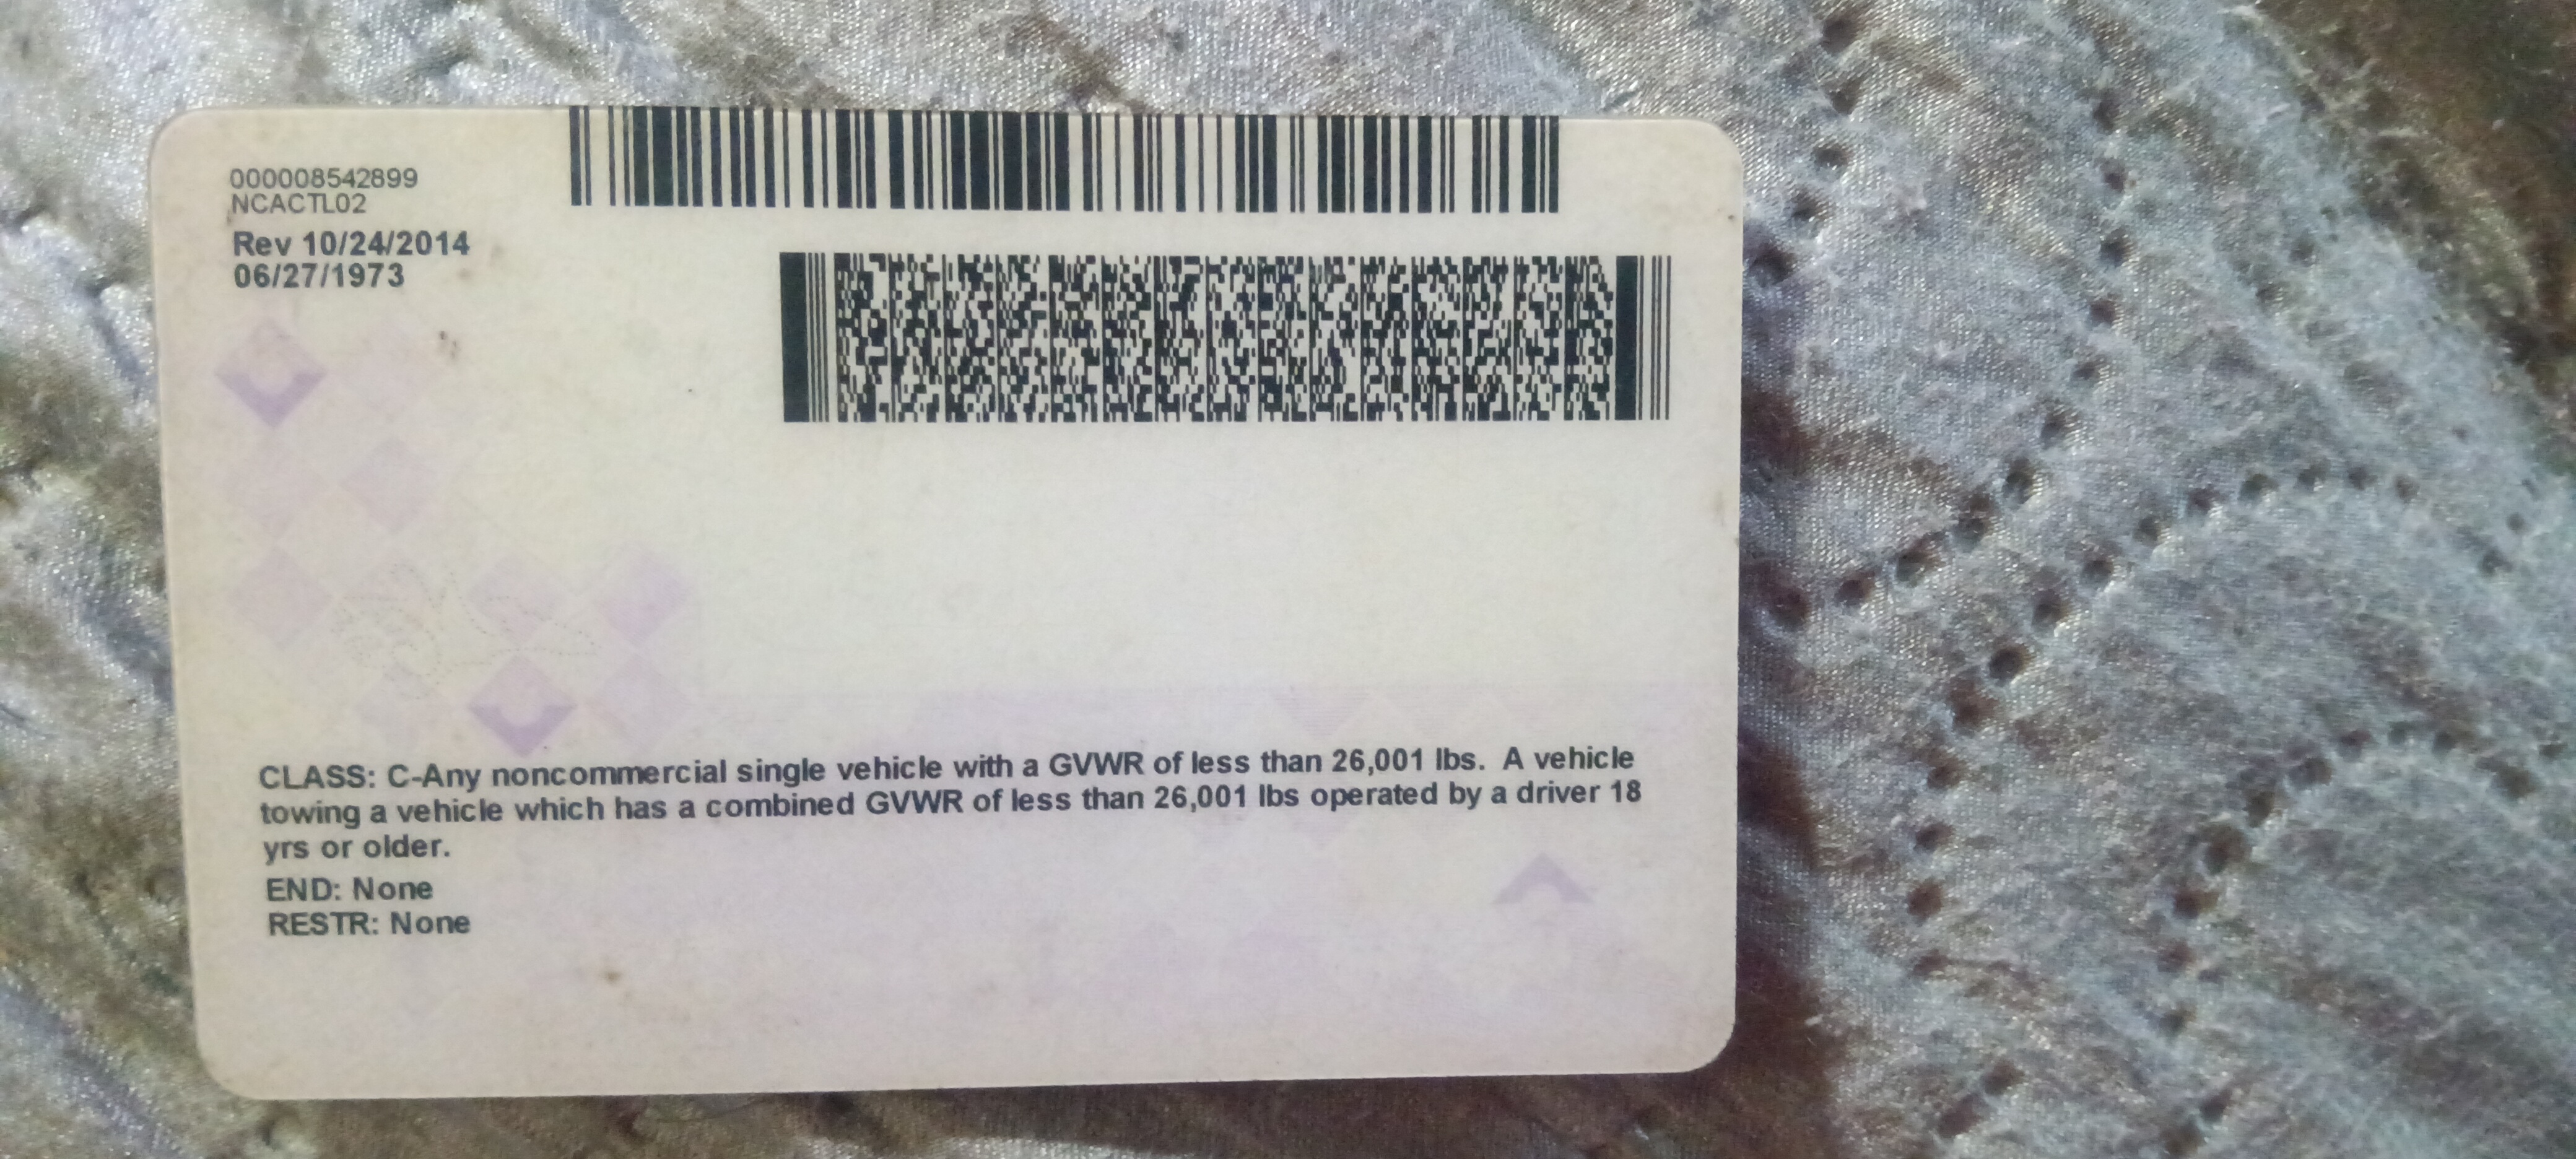 000008542899
NCACTL02
Rev 10/24/2014
06/27/1973
CLASS: C-Any noncommercial single vehicle with a GVWR of less than 26,001 lbs.  A vehicle
towing a vehicle which has a combined GVWR of less than 26,001 lbs operated by a driver 18
yrs or older.
END: None
RESTR: None